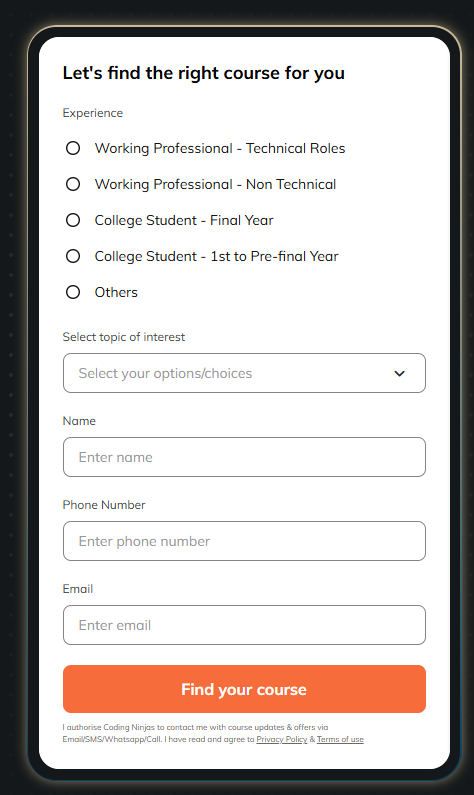 Let's find the right course for you
Experience
Working Professional - Technical Roles
Working Professional - Non Technical
College Student - Final Year
College Student - 1st to Pre-final Year
Others
Select topic of interest
Select your options/choices
Name
Enter name
Phone Number
Enter phone number
Email
Enter email
Find your course
I authorise Coding Ninjas to contact me with course updates & offers via
Email/SMS/Whatsapp/Call. I have read and agree to Privacy Policy & Terms of use